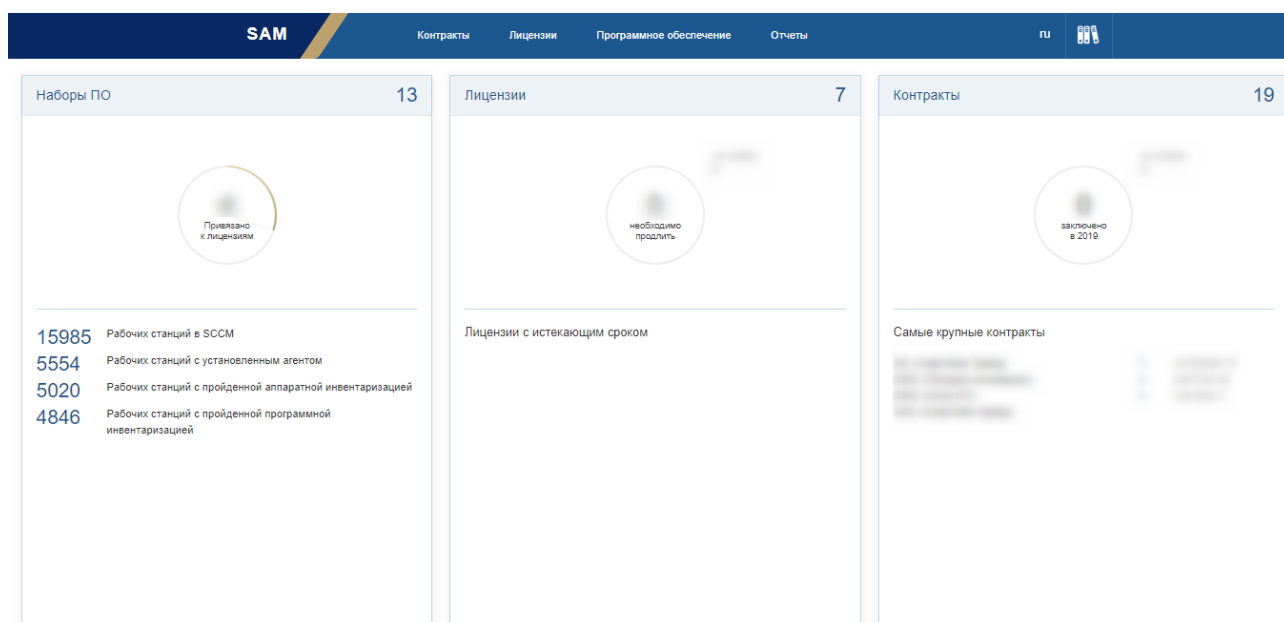 SAM
Контракты
Лицензии
Программное обеспечение
Отчеты
ru
Наборы ПО
13
Привязано
к лицензиям
15985 Рабочих станций в SCCM
5554 Рабочих станций с установленным агентом
5020 Рабочих станций с пройденной аппаратной инвентаризацией
4846 Рабочих станций с пройденной программной
инвентаризацией
Лицензии
7
необходимо
продлить
Лицензии с истекающим сроком
Контракты
19
заключено
в 2019
Самые крупные контракты